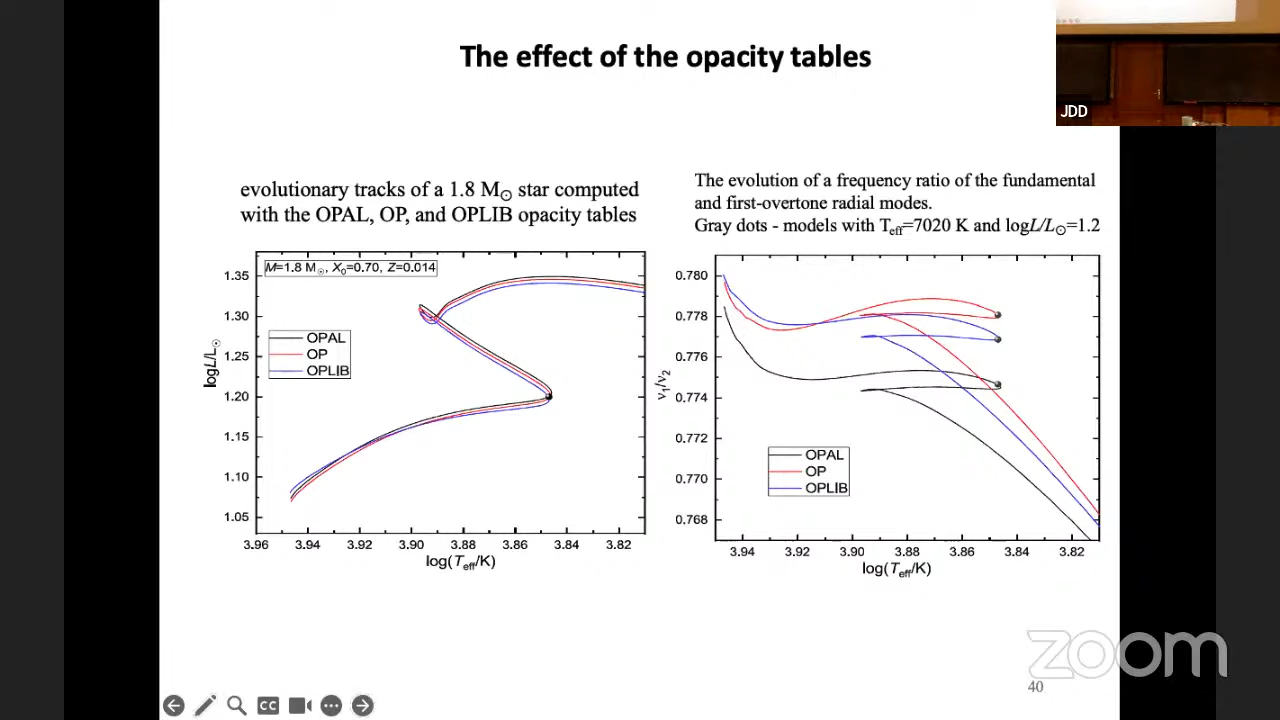 The effect of the opacity tables
JDD
evolutionary tracks of a 1.8 M⊙ star computed
with the OPAL, OP, and OPLIB opacity tables
The evolution of a frequency ratio of the fundamental
and first-overtone radial modes.
Gray dots - models with Teff=7020 K and logL/L⊙=1.2
M=1.8 M⊙, X0=0.70, Z=0.014
OPAL
OP
OPLIB
logL/L⊙
1.35
1.30
1.25
1.20
1.15
1.10
1.05
3.96 3.94 3.92 3.90 3.88 3.86 3.84 3.82
log(Teff/K)
ν1/ν2
0.780
0.778
0.776
0.774
0.772
0.770
0.768
OPAL
OP
OPLIB
3.94 3.92 3.90 3.88 3.86 3.84 3.82
log(Teff/K)
zoom
40
CC